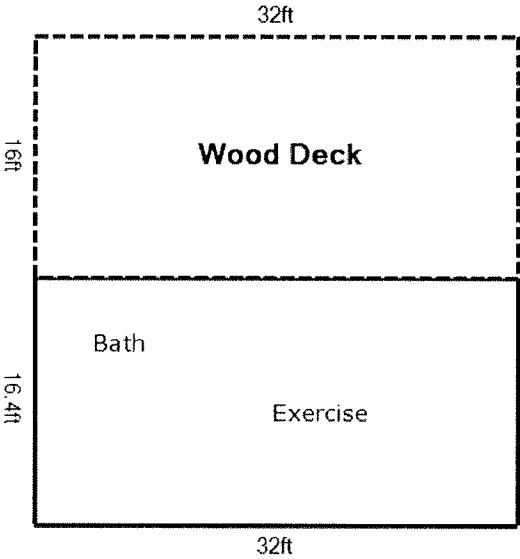 32ft
16ft
Wood Deck
Bath
16.4ft
Exercise
32ft